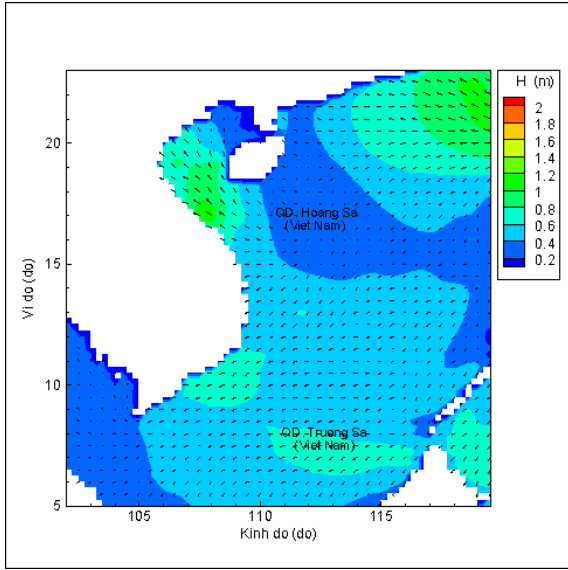 H (m)
2
1.8
1.6
1.4
1.2
1
0.8
0.6
0.4
0.2
20
15
10
5
Vi do (do)
QD. Hoang Sa
(Viet Nam)
QD. Truong Sa
(Viet Nam)
105
110
115
Kinh do (do)